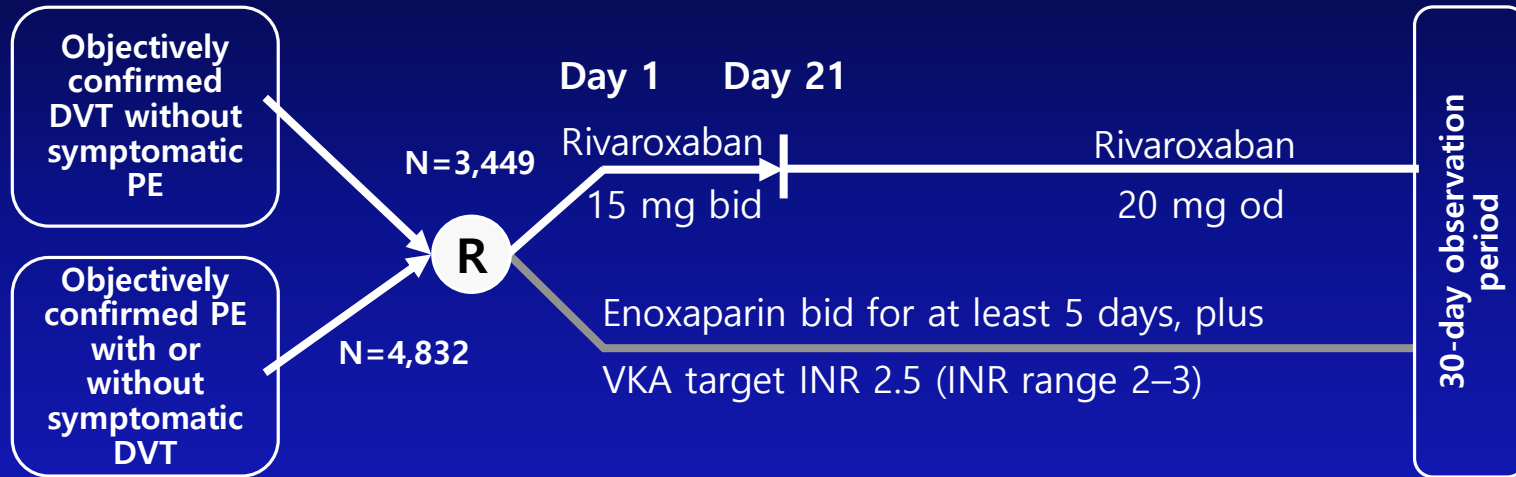 Objectively
confirmed
DVT without
symptomatic
PE
Objectively
confirmed PE
with or
without
symptomatic
DVT
N=3,449
N=4,832
R
Day 1 Day 21
Rivaroxaban
15 mg bid
Rivaroxaban
20 mg od
Enoxaparin bid for at least 5 days, plus
VKA target INR 2.5 (INR range 2–3)
30-day observation
period